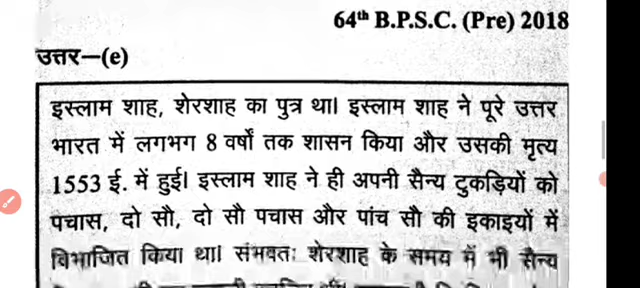 64th B.P.S.C. (Pre) 2018
उत्तर—(e)
इस्लाम शाह, शेरशाह का पुत्र था। इस्लाम शाह ने पूरे उत्तर
भारत में लगभग 8 वर्षों तक शासन किया और उसकी मृत्य
1553 ई. में हुई। इस्लाम शाह ने ही अपनी सैन्य टुकड़ियों को
पचास, दो सौ, दो सौ पचास और पांच सौ की इकाइयों में
विभाजित किया था। संभवतः शेरशाह के समय में भी सैन्य